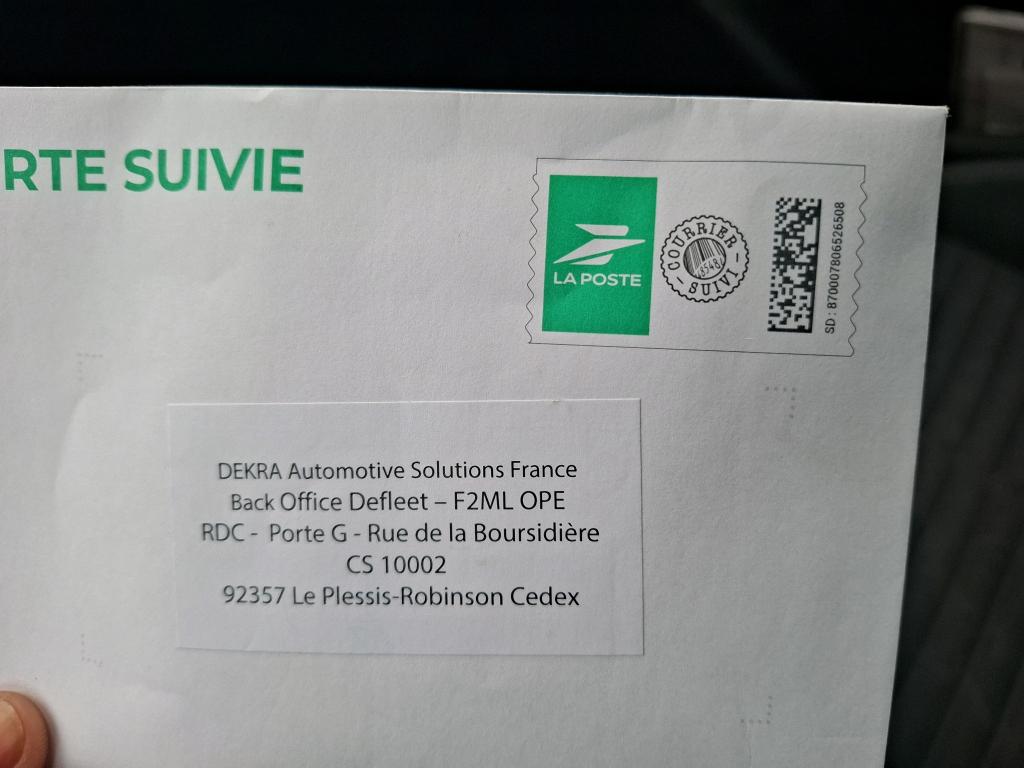 RTE SUIVIE
LA POSTE
COURRIER
SUIVI
SD : 870007806526508
DEKRA Automotive Solutions France
Back Office Defleet – F2ML OPE
RDC - Porte G - Rue de la Boursidière
CS 10002
92357 Le Plessis-Robinson Cedex